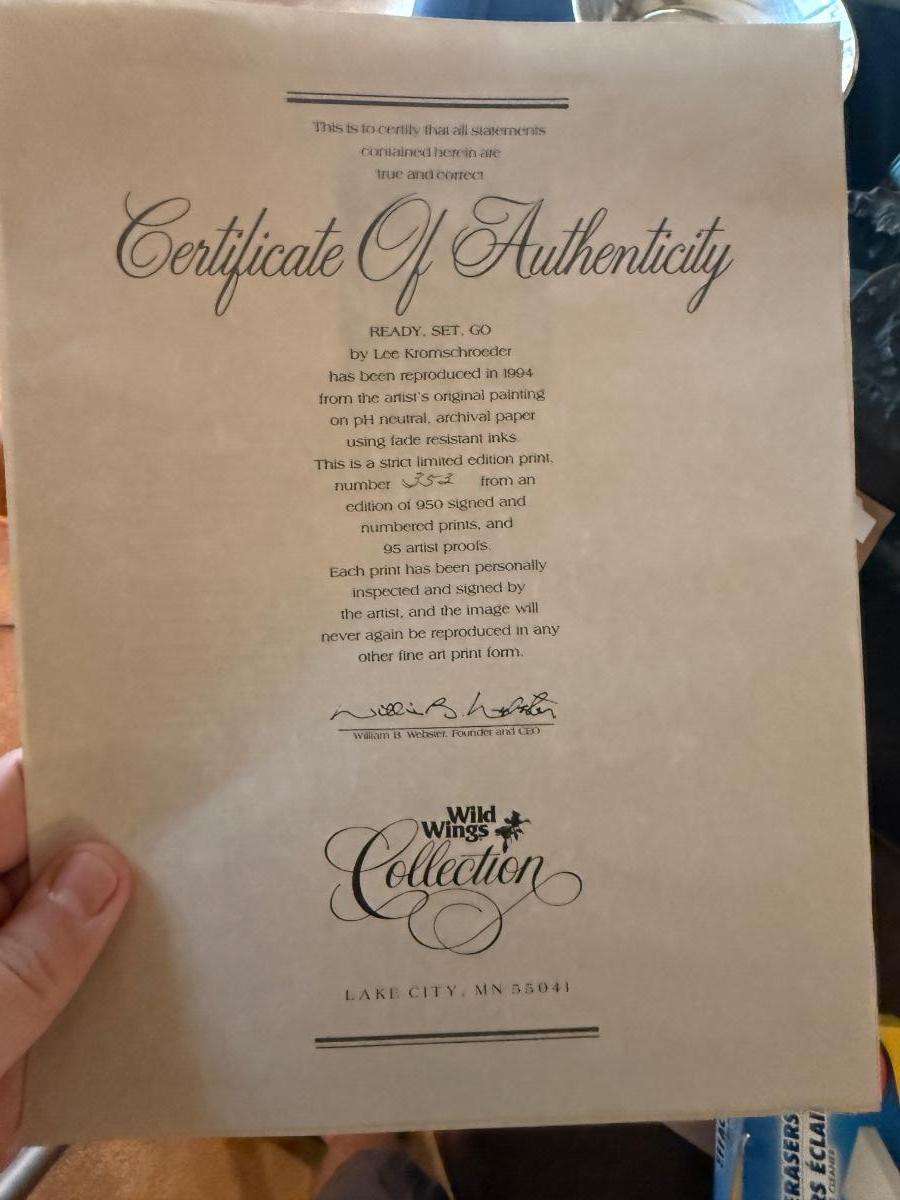 This is to certify that all statements
contained herein are
true and correct
Certificate Of Authenticity
READY, SET, GO
by Lee Kromschroeder
has been reproduced in 1994
from the artist's original painting
on pH neutral, archival paper
using fade resistant inks.
This is a strict limited edition print,
number 352 from an
edition of 950 signed and
numbered prints, and
95 artist proofs.
Each print has been personally
inspected and signed by
the artist, and the image will
never again be reproduced in any
other fine art print form.
William B. Webster
William B. Webster, Founder and CEO
Wild
Wings
Collection
LAKE CITY, MN 55041
CLEANER